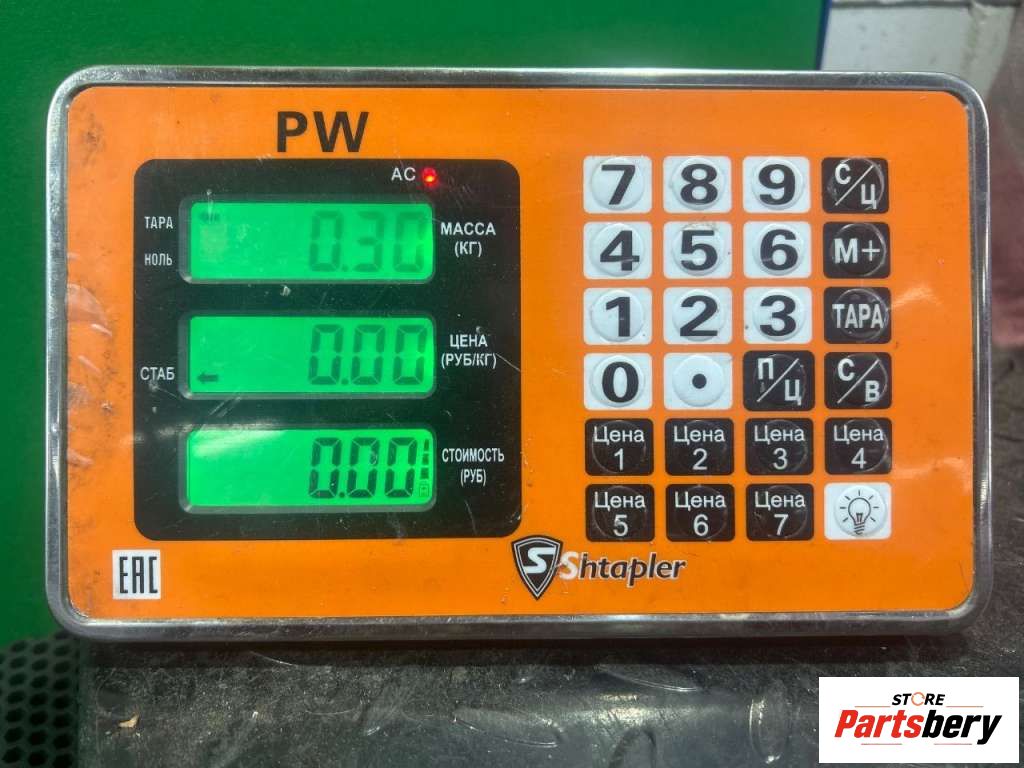 PW
AC
ТАРА
НОЛЬ
0.30
МАССА
(КГ)
СТАБ
0.00
ЦЕНА
(РУБ/КГ)
0.00
СТОИМОСТЬ
(РУБ)
7 8 9 С/Ц
4 5 6 М+
1 2 3 ТАРА
0 . П/Ц С/В
Цена 1 Цена 2 Цена 3 Цена 4
Цена 5 Цена 6 Цена 7
EAC
S Shtapler
STORE
Partsbery